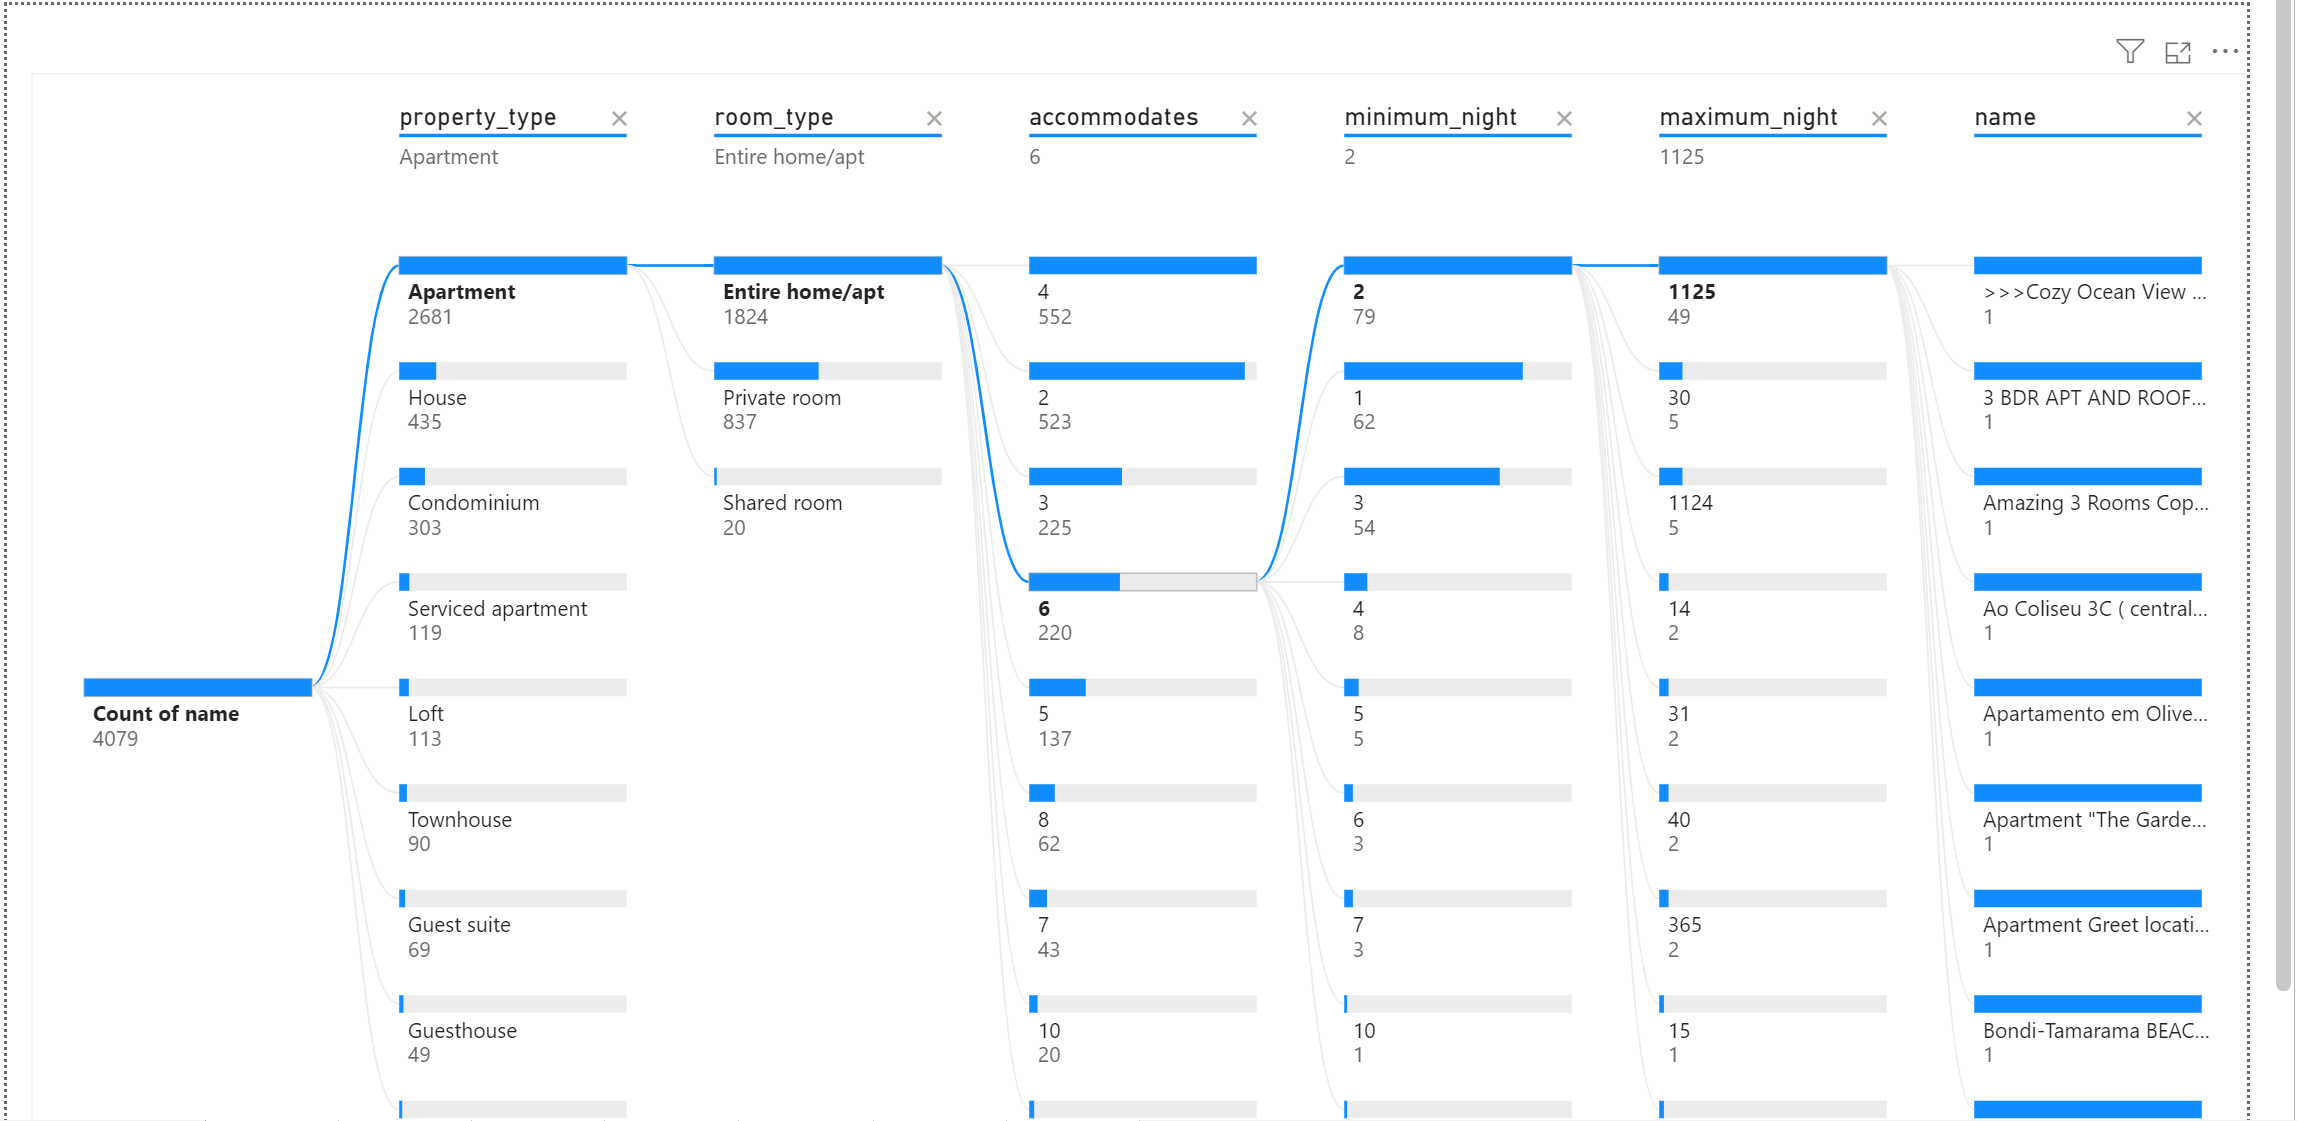 property_type
Apartment
room_type
Entire home/apt
accommodates
6
minimum_night
2
maximum_night
1125
name
Count of name
4079
Apartment
2681
House
435
Condominium
303
Serviced apartment
119
Loft
113
Townhouse
90
Guest suite
69
Guesthouse
49
Entire home/apt
1824
Private room
837
Shared room
20
4
552
2
523
3
225
6
220
5
137
8
62
7
43
10
20
2
79
1
62
3
54
4
8
5
5
6
3
7
3
10
1
1125
49
30
5
1124
5
14
2
31
2
40
2
365
2
15
1
>>>Cozy Ocean View ...
1
3 BDR APT AND ROOF...
1
Amazing 3 Rooms Cop...
1
Ao Coliseu 3C ( central...
1
Apartamento em Olive...
1
Apartment "The Garde...
1
Apartment Greet locati...
1
Bondi-Tamarama BEAC...
1